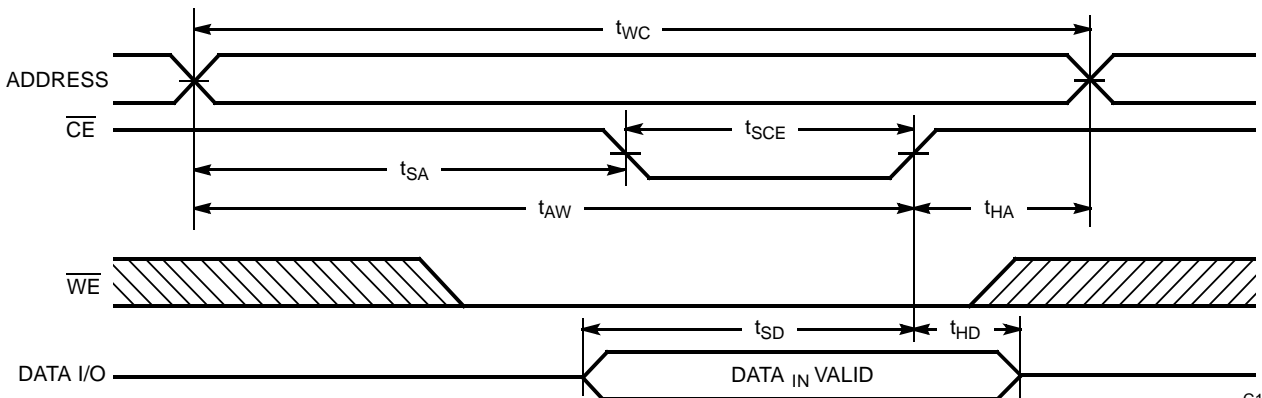 tWC
ADDRESS
CE
tSCE
tSA
tAW
tHA
WE
tSD
tHD
DATA I/O
DATA IN VALID